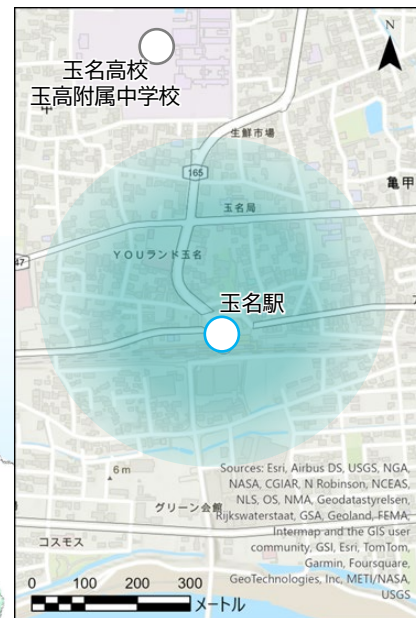 N
玉名高校
玉高附属中学校
生鮮市場
165
亀甲
玉名局
YOUランド玉名
47
玉名駅
6m
グリーン会館
コスモス
Sources: Esri, Airbus DS, USGS, NGA,
NASA, CGIAR, N Robinson, NCEAS,
NLS, OS, NMA, Geodatastyrelsen,
Rijkswaterstaat, GSA, Geoland, FEMA,
Intermap and the GIS user
community, GSI, Esri, TomTom,
Garmin, Foursquare,
GeoTechnologies, Inc, METI/NASA,
USGS
0 100 200 300
メートル